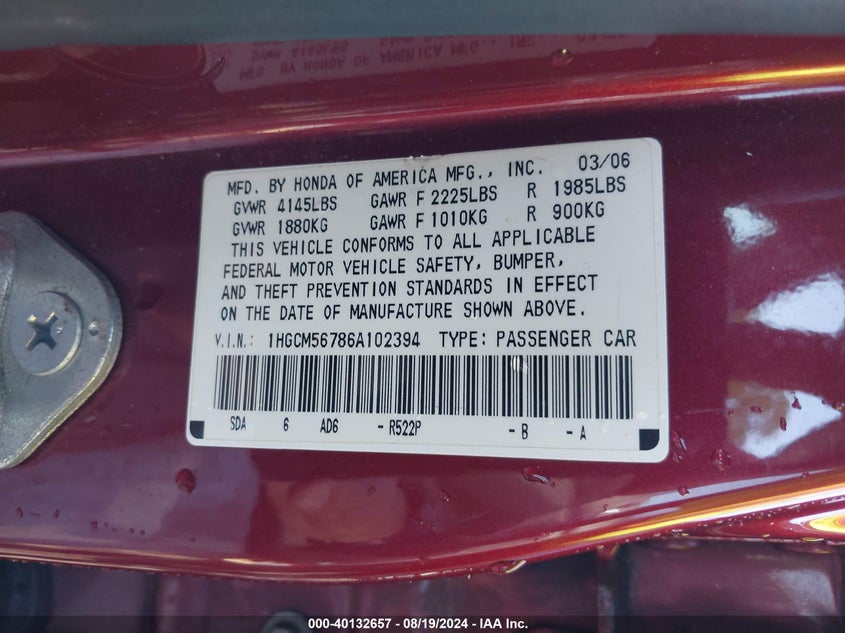 MFD. BY HONDA OF AMERICA MFG., INC. 03/06
GVWR 4145LBS GAWR F 2225LBS R 1985LBS
GVWR 1880KG GAWR F 1010KG R 900KG
THIS VEHICLE CONFORMS TO ALL APPLICABLE
FEDERAL MOTOR VEHICLE SAFETY, BUMPER,
AND THEFT PREVENTION STANDARDS IN EFFECT
ON THE DATE OF MANUFACTURE SHOWN ABOVE.
V.I.N.: 1HGCM56786A102394 TYPE: PASSENGER CAR
SDA 6 AD6 - R522P - B - A
000-40132657 - 08/19/2024 - IAA Inc.